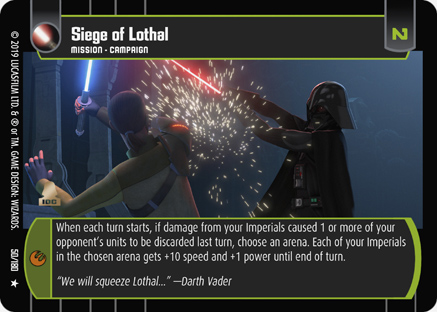 Siege of Lothal
MISSION • CAMPAIGN
N
When each turn starts, if damage from your Imperials caused 1 or more of your
opponent's units to be discarded last turn, choose an arena. Each of your Imperials
in the chosen arena gets +10 speed and +1 power until end of turn.
"We will squeeze Lothal..." —Darth Vader
© 2019 LUCASFILM LTD. & ® or TM. GAME DESIGN: WIZARDS.
50/180 ★